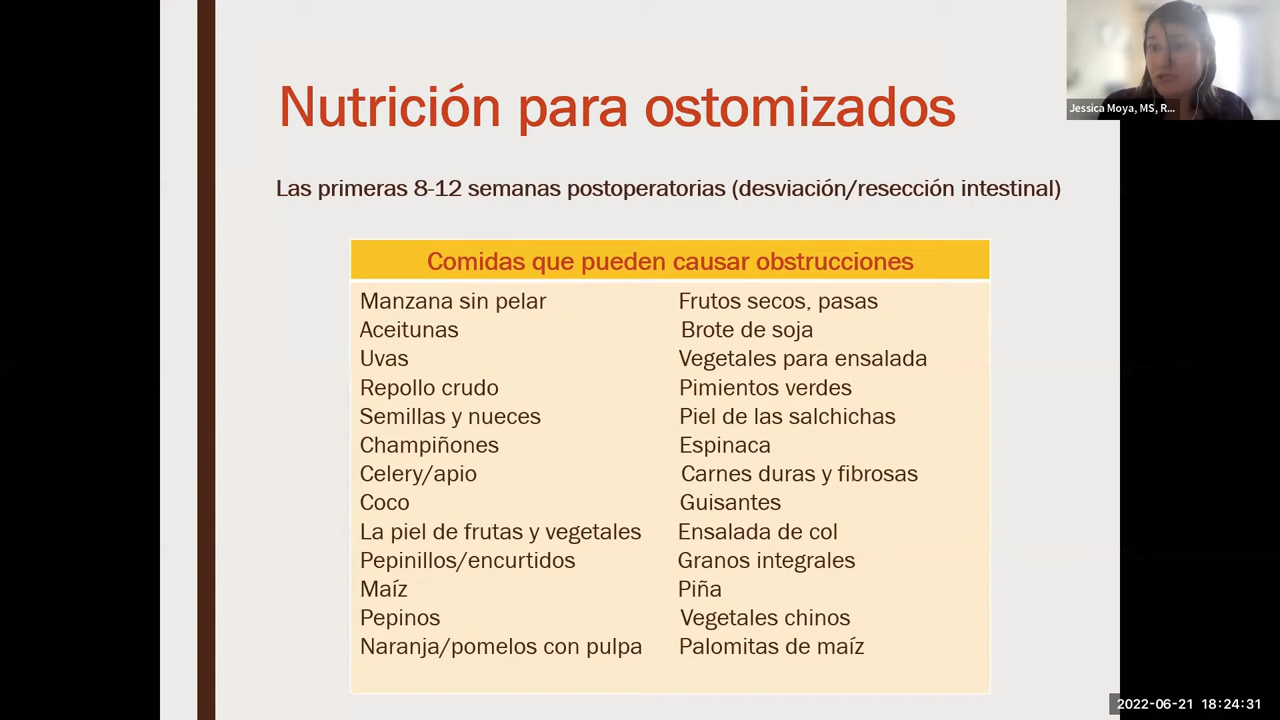 Nutrición para ostomizados
Jessica Moya, MS, R...
Las primeras 8-12 semanas postoperatorias (desviación/resección intestinal)
Comidas que pueden causar obstrucciones
Manzana sin pelar
Aceitunas
Uvas
Repollo crudo
Semillas y nueces
Champiñones
Celery/apio
Coco
La piel de frutas y vegetales
Pepinillos/encurtidos
Maíz
Pepinos
Naranja/pomelos con pulpa
Frutos secos, pasas
Brote de soja
Vegetales para ensalada
Pimientos verdes
Piel de las salchichas
Espinaca
Carnes duras y fibrosas
Guisantes
Ensalada de col
Granos integrales
Piña
Vegetales chinos
Palomitas de maíz
2022-06-21 18:24:31